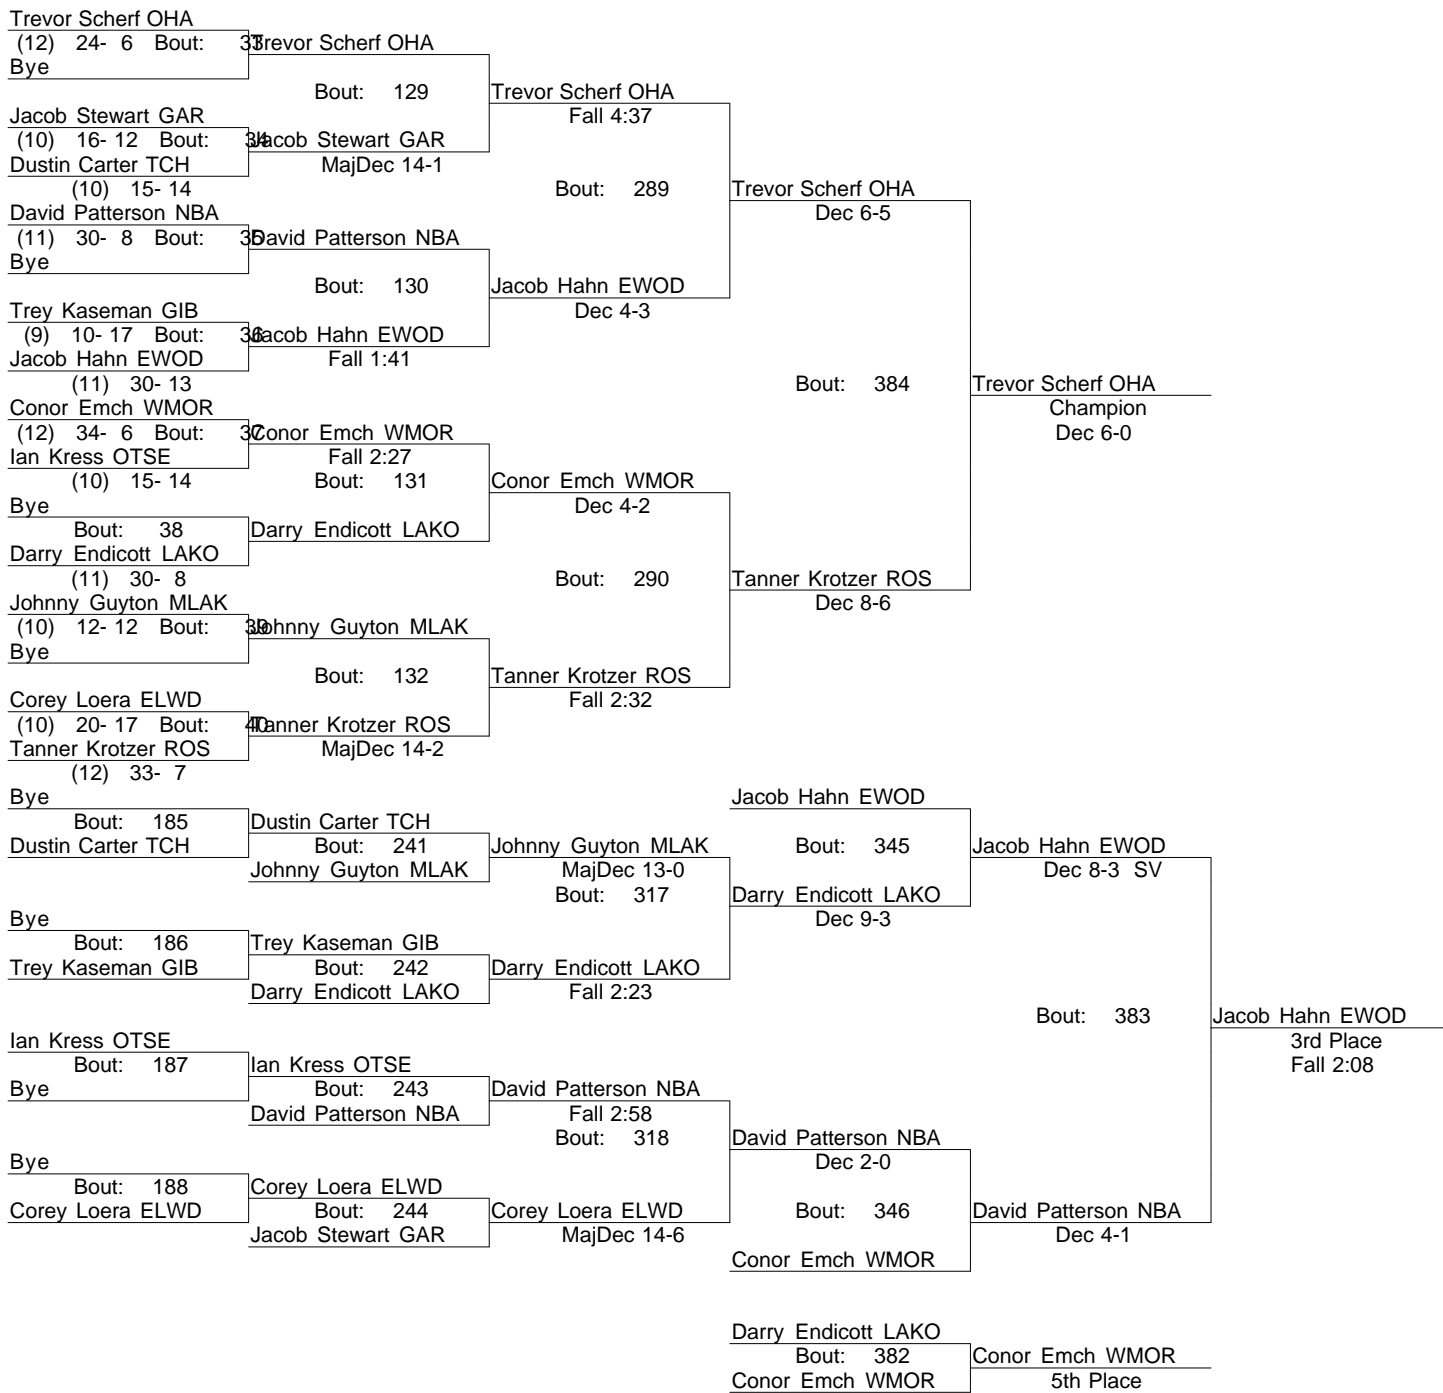 Trevor Scherf OHA
(12) 24- 6 Bout: 33
Trevor Scherf OHA
Bye
Bout: 129
Trevor Scherf OHA
Fall 4:37
Jacob Stewart GAR
(10) 16- 12 Bout: 34
Jacob Stewart GAR
Dustin Carter TCH
MajDec 14-1
(10) 15- 14
Bout: 289
Trevor Scherf OHA
Dec 6-5
David Patterson NBA
(11) 30- 8 Bout: 35
David Patterson NBA
Bye
Bout: 130
Jacob Hahn EWOD
Dec 4-3
Trey Kaseman GIB
(9) 10- 17 Bout: 36
Jacob Hahn EWOD
Jacob Hahn EWOD
Fall 1:41
(11) 30- 13
Bout: 384
Trevor Scherf OHA
Champion
Dec 6-0
Conor Emch WMOR
(12) 34- 6 Bout: 37
Conor Emch WMOR
Ian Kress OTSE
Fall 2:27
(10) 15- 14
Bout: 131
Conor Emch WMOR
Dec 4-2
Bye
Bout: 38
Darry Endicott LAKO
Darry Endicott LAKO
(11) 30- 8
Bout: 290
Tanner Krotzer ROS
Dec 8-6
Johnny Guyton MLAK
(10) 12- 12 Bout: 39
Johnny Guyton MLAK
Bye
Bout: 132
Tanner Krotzer ROS
Fall 2:32
Corey Loera ELWD
(10) 20- 17 Bout: 40
Tanner Krotzer ROS
Tanner Krotzer ROS
MajDec 14-2
(12) 33- 7
Bye
Bout: 185
Dustin Carter TCH
Dustin Carter TCH
Bout: 241
Johnny Guyton MLAK
Johnny Guyton MLAK
MajDec 13-0
Bout: 317
Jacob Hahn EWOD
Bout: 345
Jacob Hahn EWOD
Dec 8-3 SV
Darry Endicott LAKO
Dec 9-3
Bye
Bout: 186
Trey Kaseman GIB
Trey Kaseman GIB
Bout: 242
Darry Endicott LAKO
Darry Endicott LAKO
Fall 2:23
Bout: 383
Jacob Hahn EWOD
3rd Place
Fall 2:08
Ian Kress OTSE
Bout: 187
Ian Kress OTSE
Bye
Bout: 243
David Patterson NBA
David Patterson NBA
Fall 2:58
Bout: 318
David Patterson NBA
Dec 2-0
Bye
Bout: 188
Corey Loera ELWD
Corey Loera ELWD
Bout: 244
Corey Loera ELWD
Jacob Stewart GAR
MajDec 14-6
Bout: 346
David Patterson NBA
Dec 4-1
Conor Emch WMOR
Darry Endicott LAKO
Bout: 382
Conor Emch WMOR
Conor Emch WMOR
5th Place